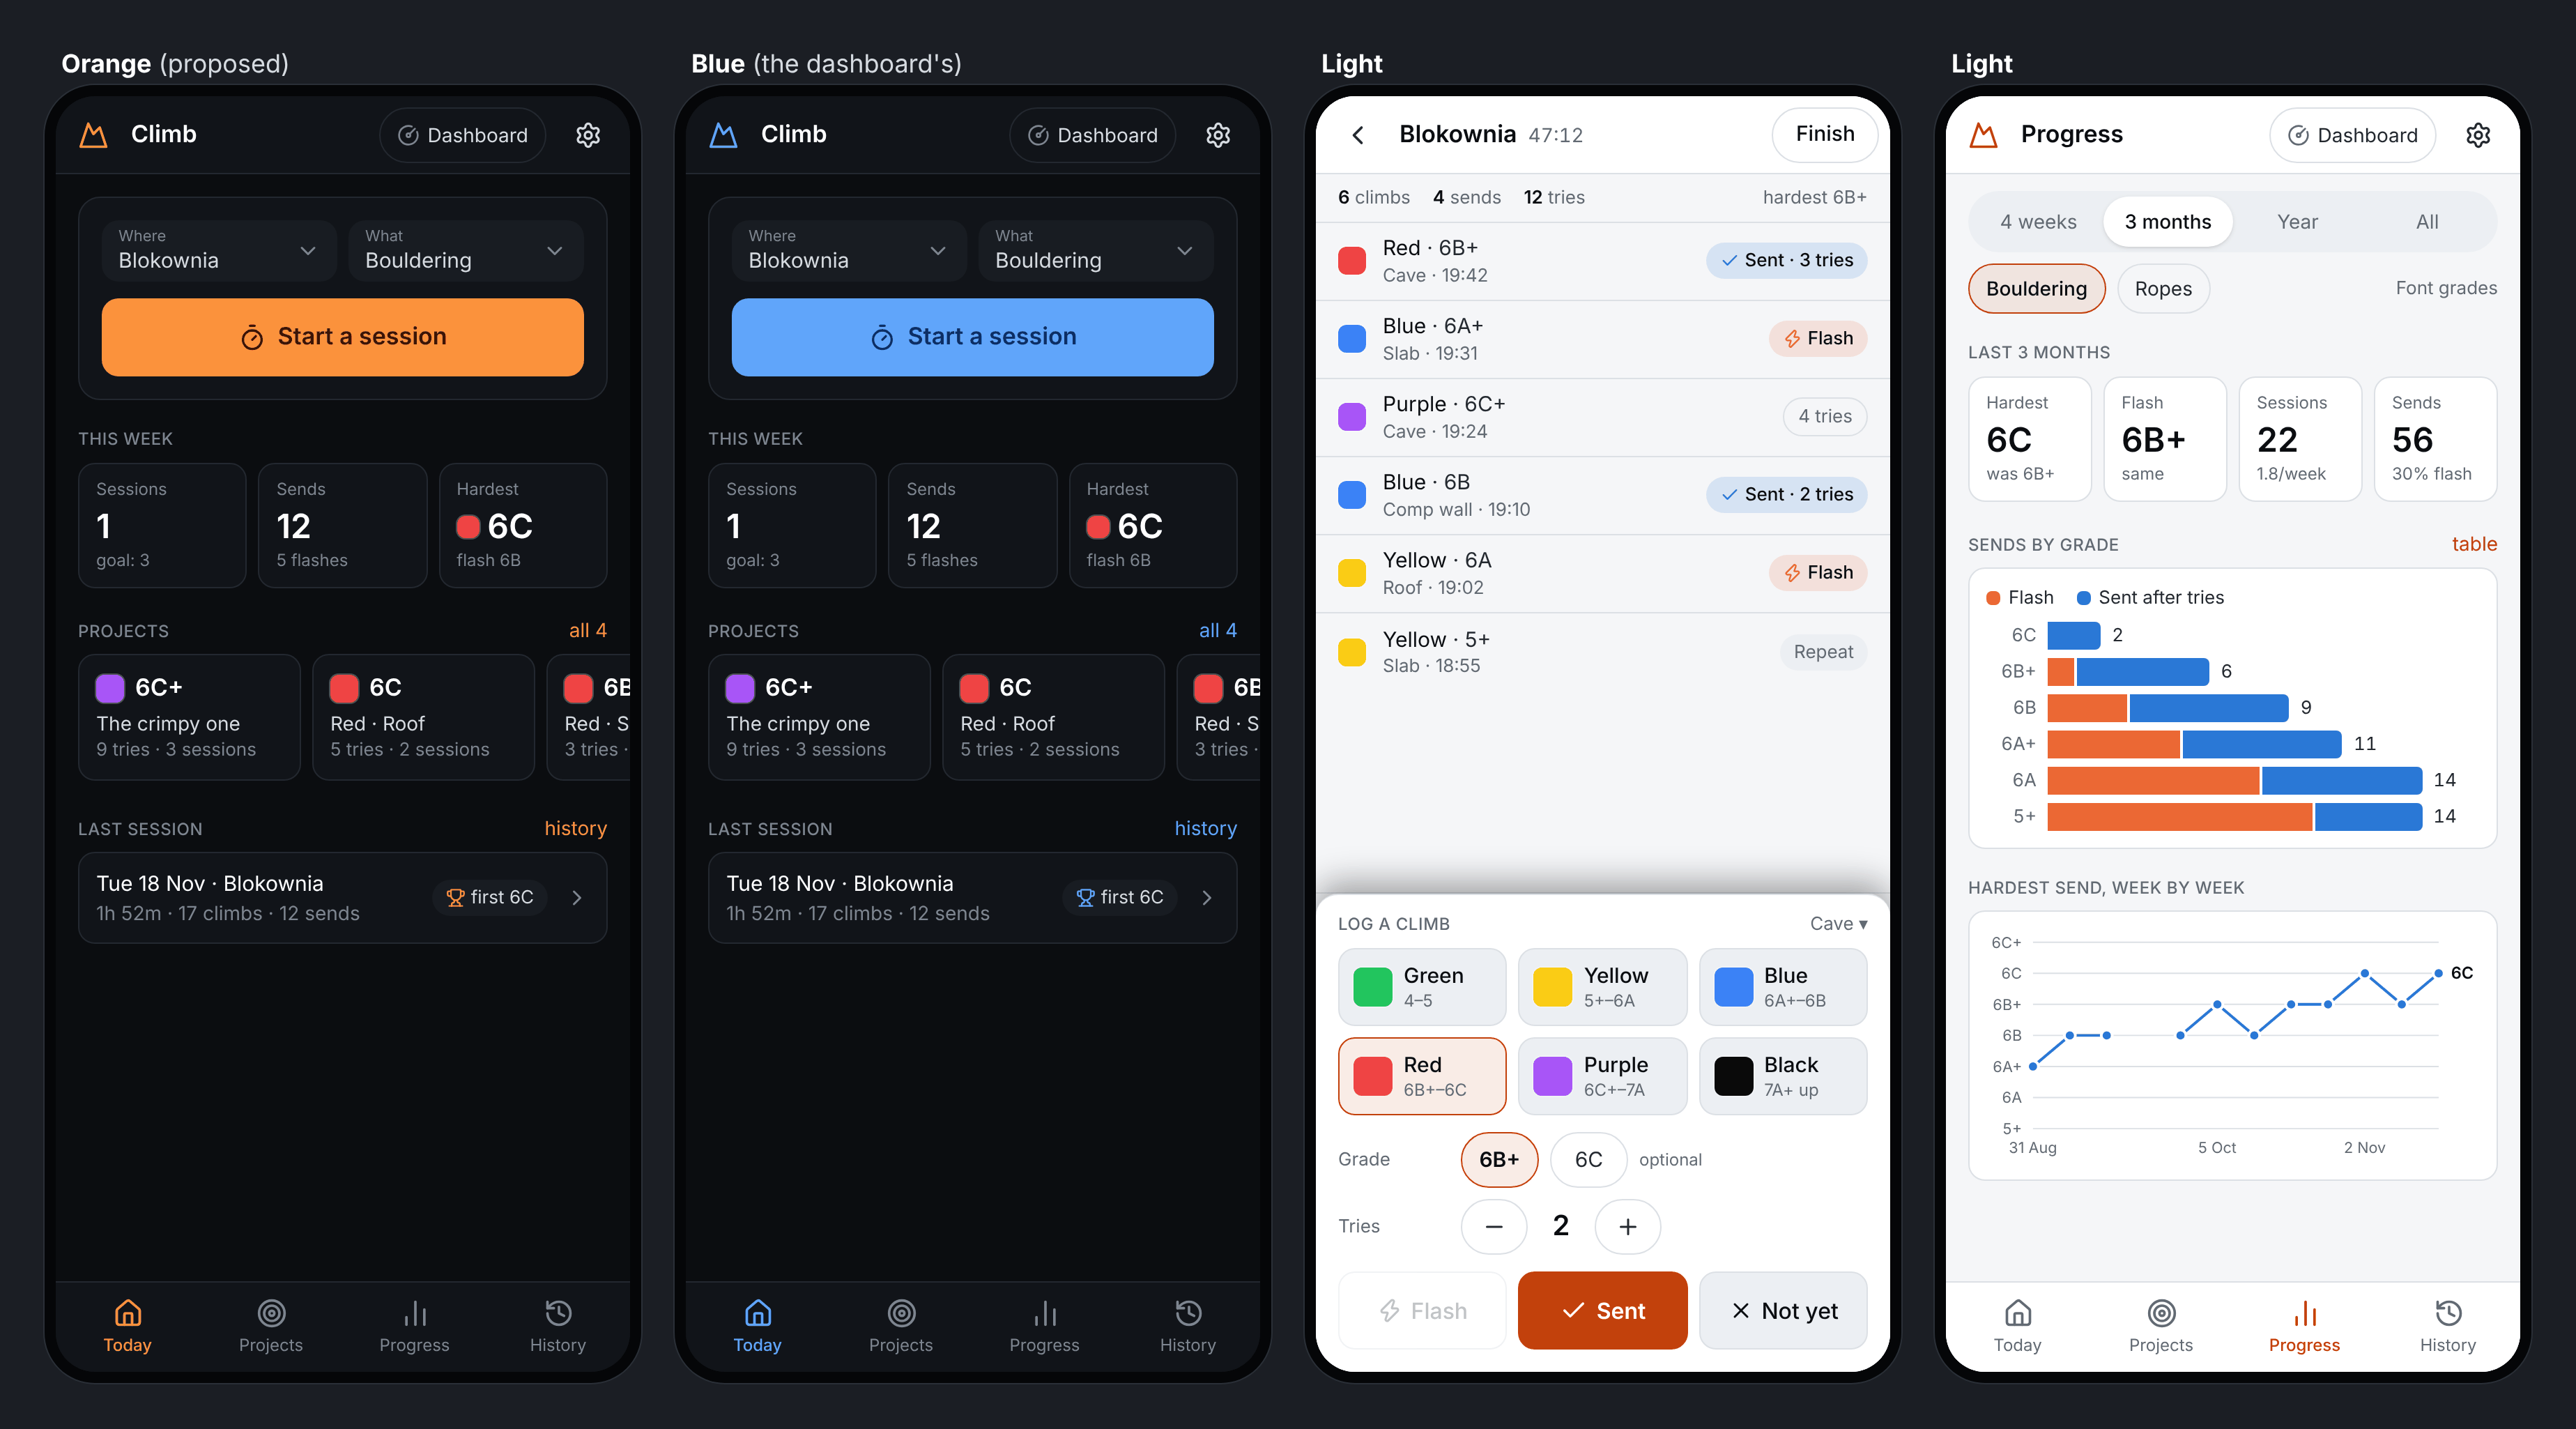 Orange (proposed)
Climb
Dashboard
Where
Blokownia
What
Bouldering
Start a session
THIS WEEK
Sessions
1
goal: 3
Sends
12
5 flashes
Hardest
6C
flash 6B
PROJECTS
all 4
6C+
The crimpy one
9 tries · 3 sessions
6C
Red · Roof
5 tries · 2 sessions
6B
Red · S
3 tries ·
LAST SESSION
history
Tue 18 Nov · Blokownia
1h 52m · 17 climbs · 12 sends
first 6C
Today
Projects
Progress
History
Blue (the dashboard's)
Climb
Dashboard
Where
Blokownia
What
Bouldering
Start a session
THIS WEEK
Sessions
1
goal: 3
Sends
12
5 flashes
Hardest
6C
flash 6B
PROJECTS
all 4
6C+
The crimpy one
9 tries · 3 sessions
6C
Red · Roof
5 tries · 2 sessions
6B
Red · S
3 tries ·
LAST SESSION
history
Tue 18 Nov · Blokownia
1h 52m · 17 climbs · 12 sends
first 6C
Today
Projects
Progress
History
Light
Blokownia 47:12
Finish
6 climbs 4 sends 12 tries
hardest 6B+
Red · 6B+
Cave · 19:42
Sent · 3 tries
Blue · 6A+
Slab · 19:31
Flash
Purple · 6C+
Cave · 19:24
4 tries
Blue · 6B
Comp wall · 19:10
Sent · 2 tries
Yellow · 6A
Roof · 19:02
Flash
Yellow · 5+
Slab · 18:55
Repeat
LOG A CLIMB
Cave ▾
Green
4–5
Yellow
5+–6A
Blue
6A+–6B
Red
6B+–6C
Purple
6C+–7A
Black
7A+ up
Grade
6B+
6C
optional
Tries
2
Flash
Sent
Not yet
Light
Progress
Dashboard
4 weeks
3 months
Year
All
Bouldering
Ropes
Font grades
LAST 3 MONTHS
Hardest
6C
was 6B+
Flash
6B+
same
Sessions
22
1.8/week
Sends
56
30% flash
SENDS BY GRADE
table
Flash
Sent after tries
6C 2
6B+ 6
6B 9
6A+ 11
6A 14
5+ 14
HARDEST SEND, WEEK BY WEEK
6C+
6C
6C
6B+
6B
6A+
6A
5+
31 Aug
5 Oct
2 Nov
Today
Projects
Progress
History